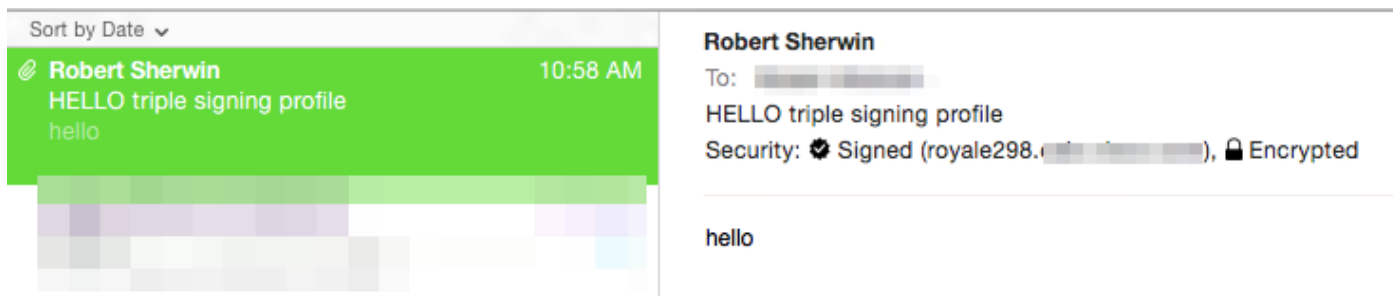 Sort by Date
Robert Sherwin 10:58 AM
HELLO triple signing profile
hello
Robert Sherwin
To:
HELLO triple signing profile
Security: Signed (royale298. ), Encrypted
hello